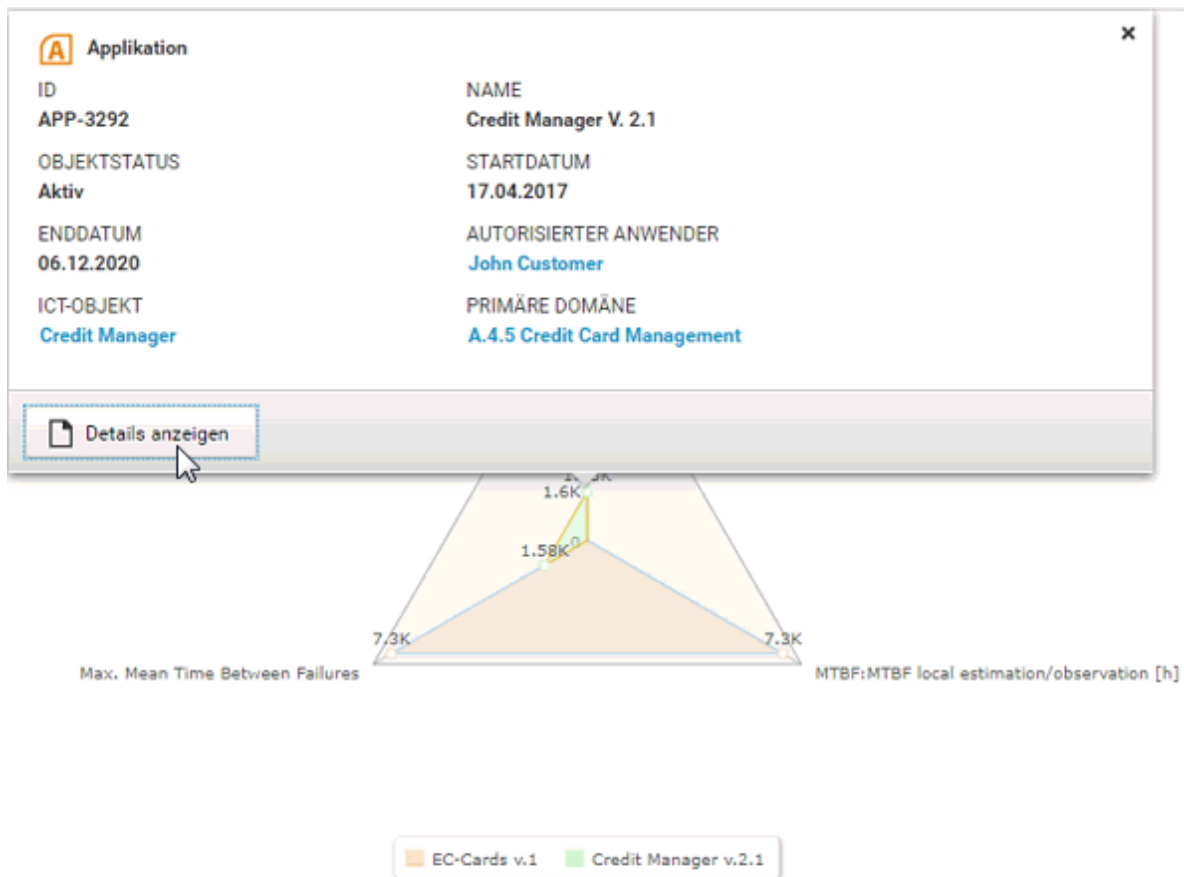 Applikation
ID NAME
APP-3292 Credit Manager V. 2.1
OBJEKTSTATUS STARTDATUM
Aktiv 17.04.2017
ENDDATUM AUTORISIERTER ANWENDER
06.12.2020 John Customer
ICT-OBJEKT PRIMÄRE DOMÄNE
Credit Manager A.4.5 Credit Card Management
Details anzeigen
1.6K
0
1.58K
7.3K 7.3K
Max. Mean Time Between Failures MTBF:MTBF local estimation/observation [h]
EC-Cards v.1 Credit Manager v.2.1